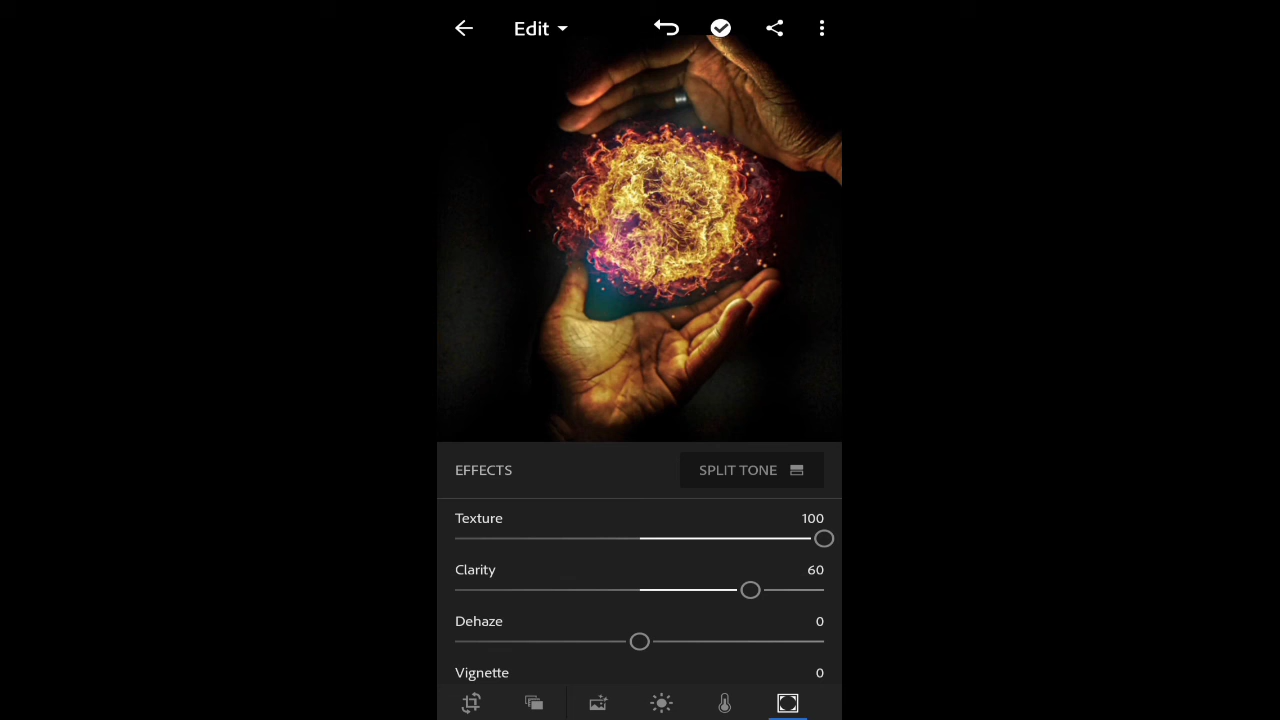 Edit
EFFECTS
SPLIT TONE
Texture 100
Clarity 60
Dehaze 0
Vignette 0